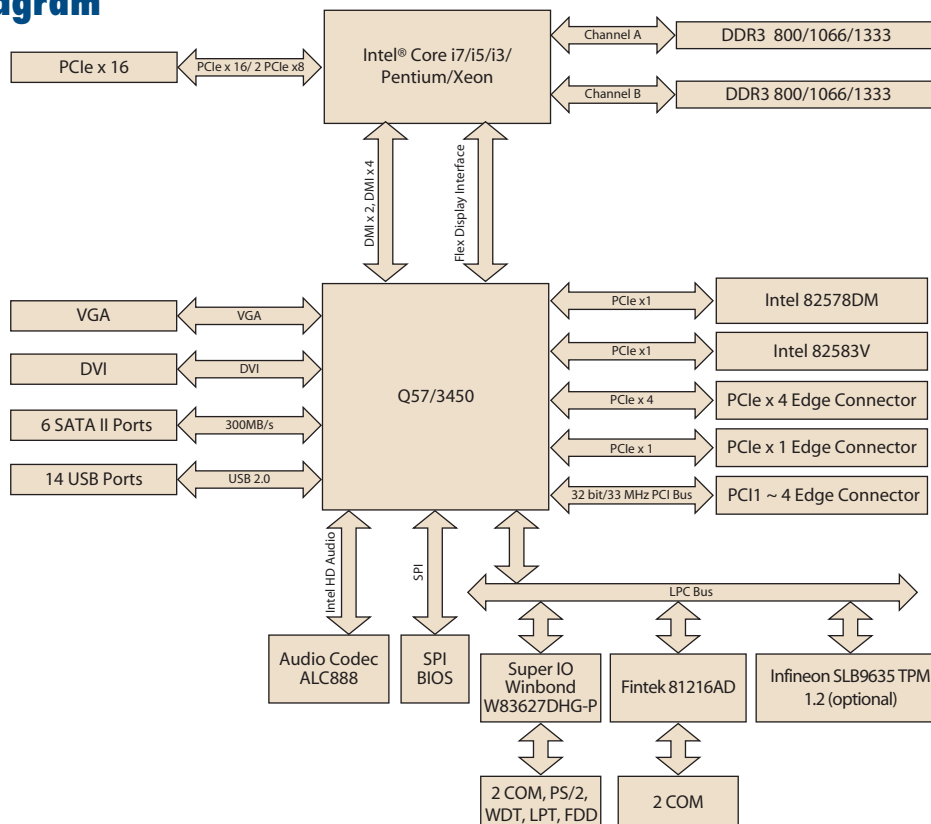 agram
PCIe x 16
PCIe x 16/ 2 PCIe x8
Intel® Core i7/i5/i3/
Pentium/Xeon
Channel A
DDR3  800/1066/1333
Channel B
DDR3 800/1066/1333
DMI x 2, DMI x 4
Flex Display Interface
VGA
VGA
DVI
DVI
6 SATA II Ports
300MB/s
14 USB Ports
USB 2.0
Q57/3450
PCIe x1
Intel 82578DM
PCIe x1
Intel 82583V
PCIe x 4
PCIe x 4 Edge Connector
PCIe x 1
PCIe x 1 Edge Connector
32 bit/33 MHz PCI Bus
PCI1 ~ 4 Edge Connector
Intel HD Audio
SPI
LPC Bus
Audio Codec
ALC888
SPI
BIOS
Super IO
Winbond
W83627DHG-P
Fintek 81216AD
Infineon SLB9635 TPM
1.2 (optional)
2 COM, PS/2,
WDT, LPT, FDD
2 COM